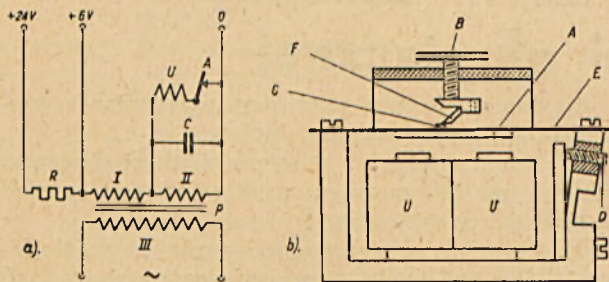 +24V +6V 0
U A
C
R I II
P
III
a). ~
B
F A
G E
U U
D
b).